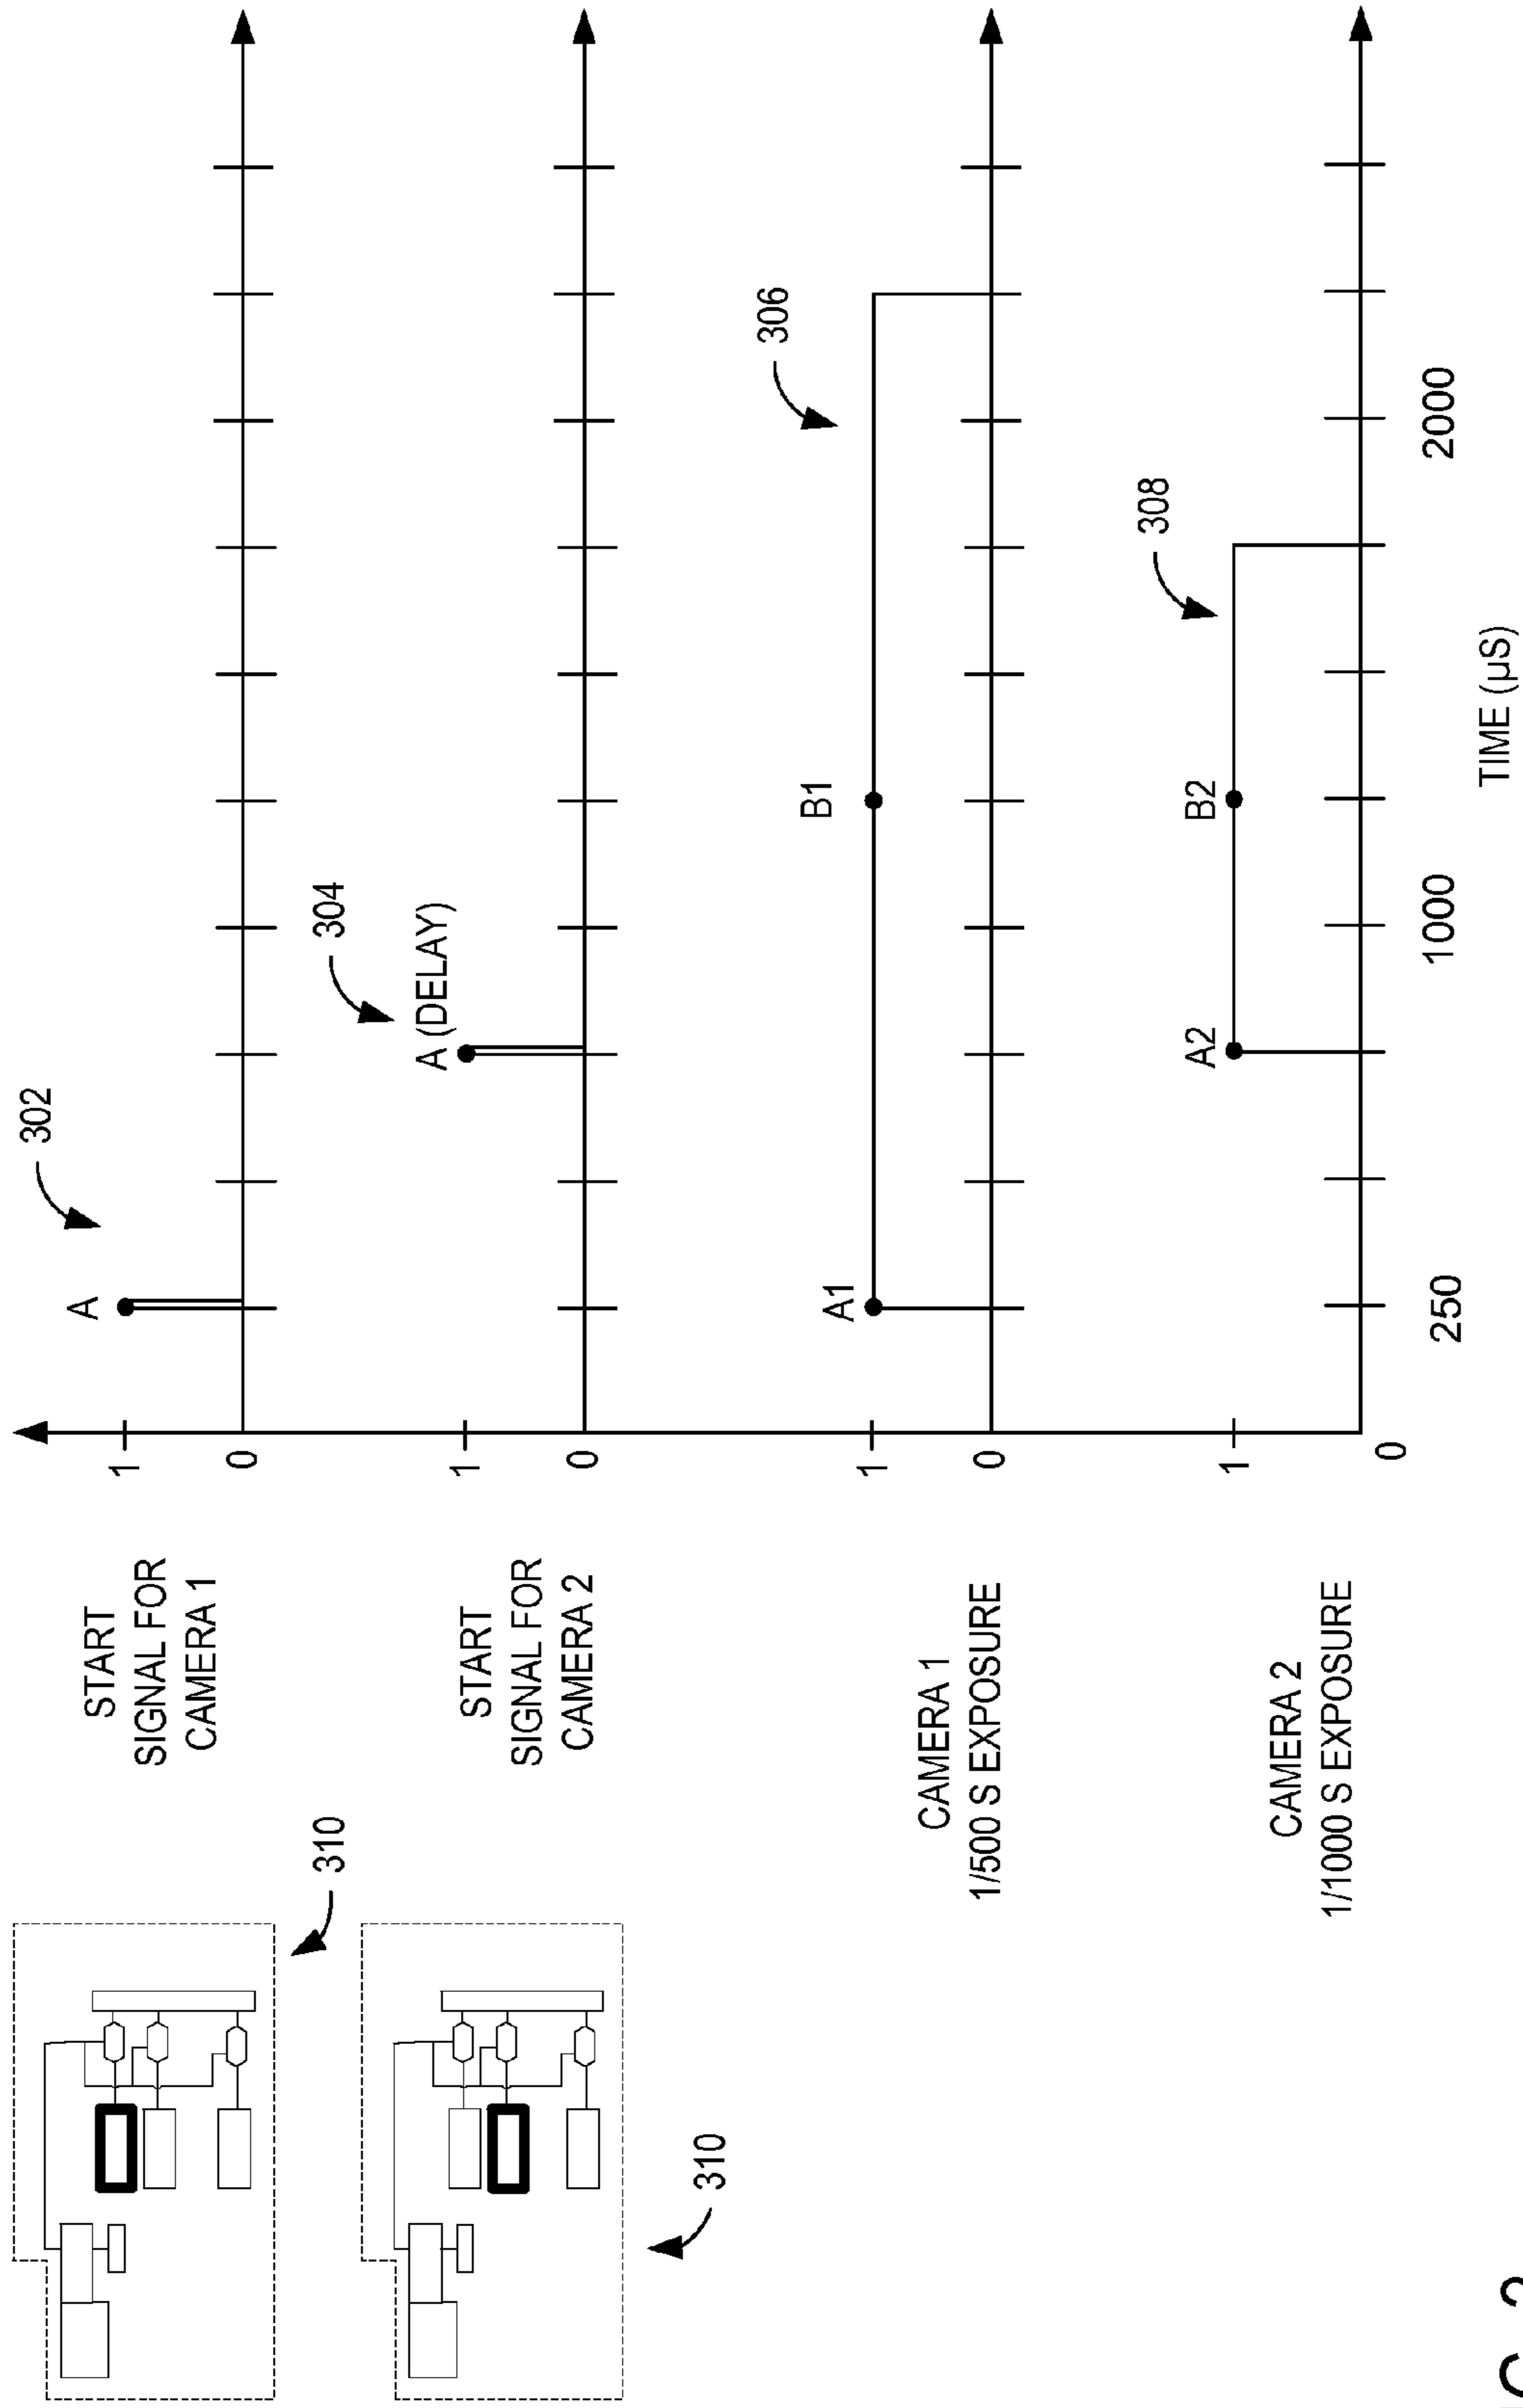 302
A
START
SIGNAL FOR
CAMERA 1
1
0
310
304
A (DELAY)
START
SIGNAL FOR
CAMERA 2
1
0
310
306
A1
B1
CAMERA 1
1/500 S EXPOSURE
1
0
308
A2
B2
CAMERA 2
1/1000 S EXPOSURE
1
0
250
1000
2000
TIME (µS)